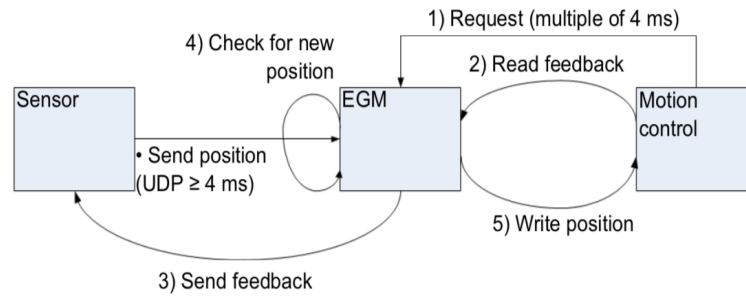 1) Request (multiple of 4 ms)
4) Check for new
position
2) Read feedback
Sensor
EGM
Motion
control
• Send position
(UDP ≥ 4 ms)
5) Write position
3) Send feedback